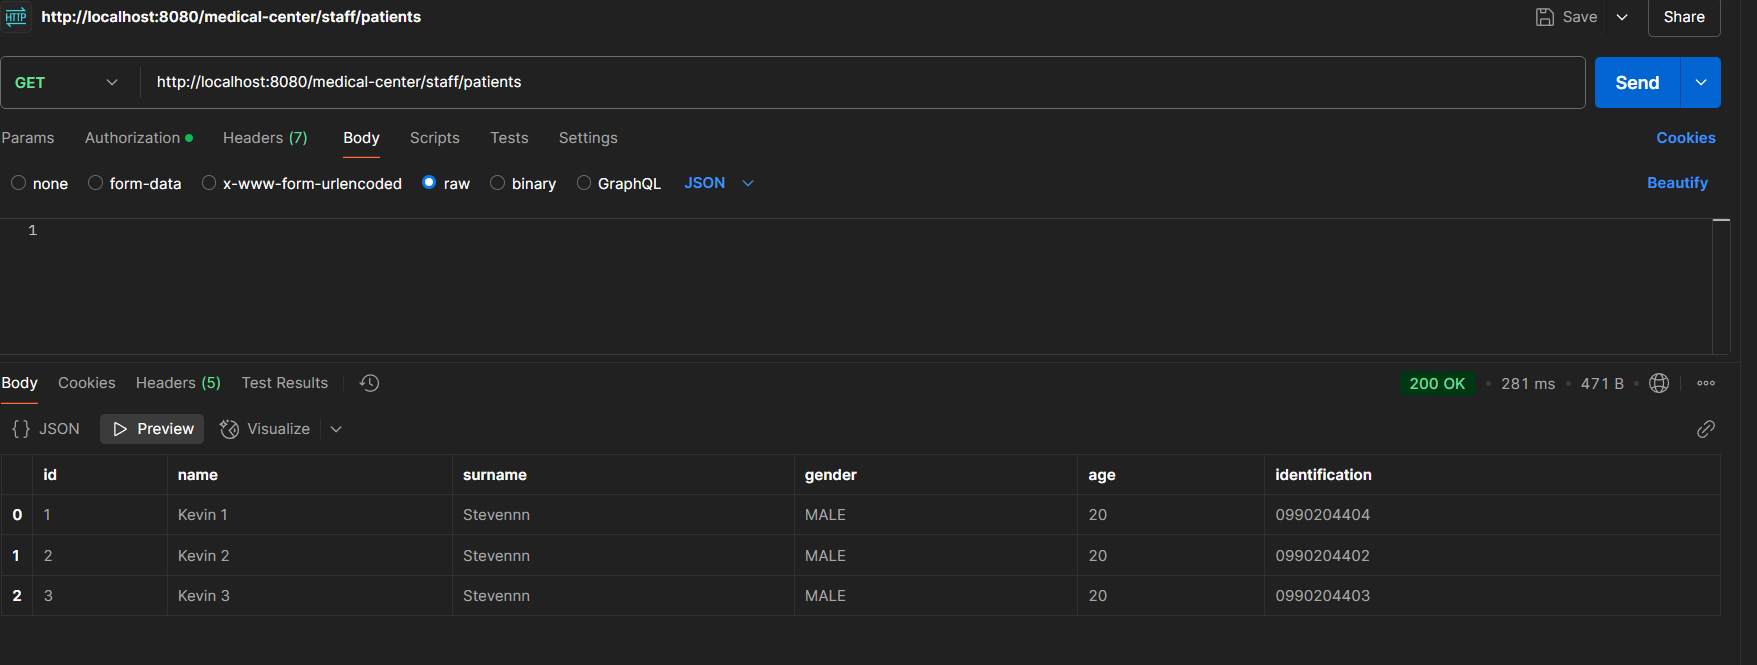 HTTP http://localhost:8080/medical-center/staff/patients Save Share
GET http://localhost:8080/medical-center/staff/patients Send
Params Authorization Headers (7) Body Scripts Tests Settings Cookies
none form-data x-www-form-urlencoded raw binary GraphQL JSON Beautify
1
Body Cookies Headers (5) Test Results 200 OK • 281 ms • 471 B •
{} JSON Preview Visualize
id name surname gender age identification
0 1 Kevin 1 Stevennn MALE 20 0990204404
1 2 Kevin 2 Stevennn MALE 20 0990204402
2 3 Kevin 3 Stevennn MALE 20 0990204403